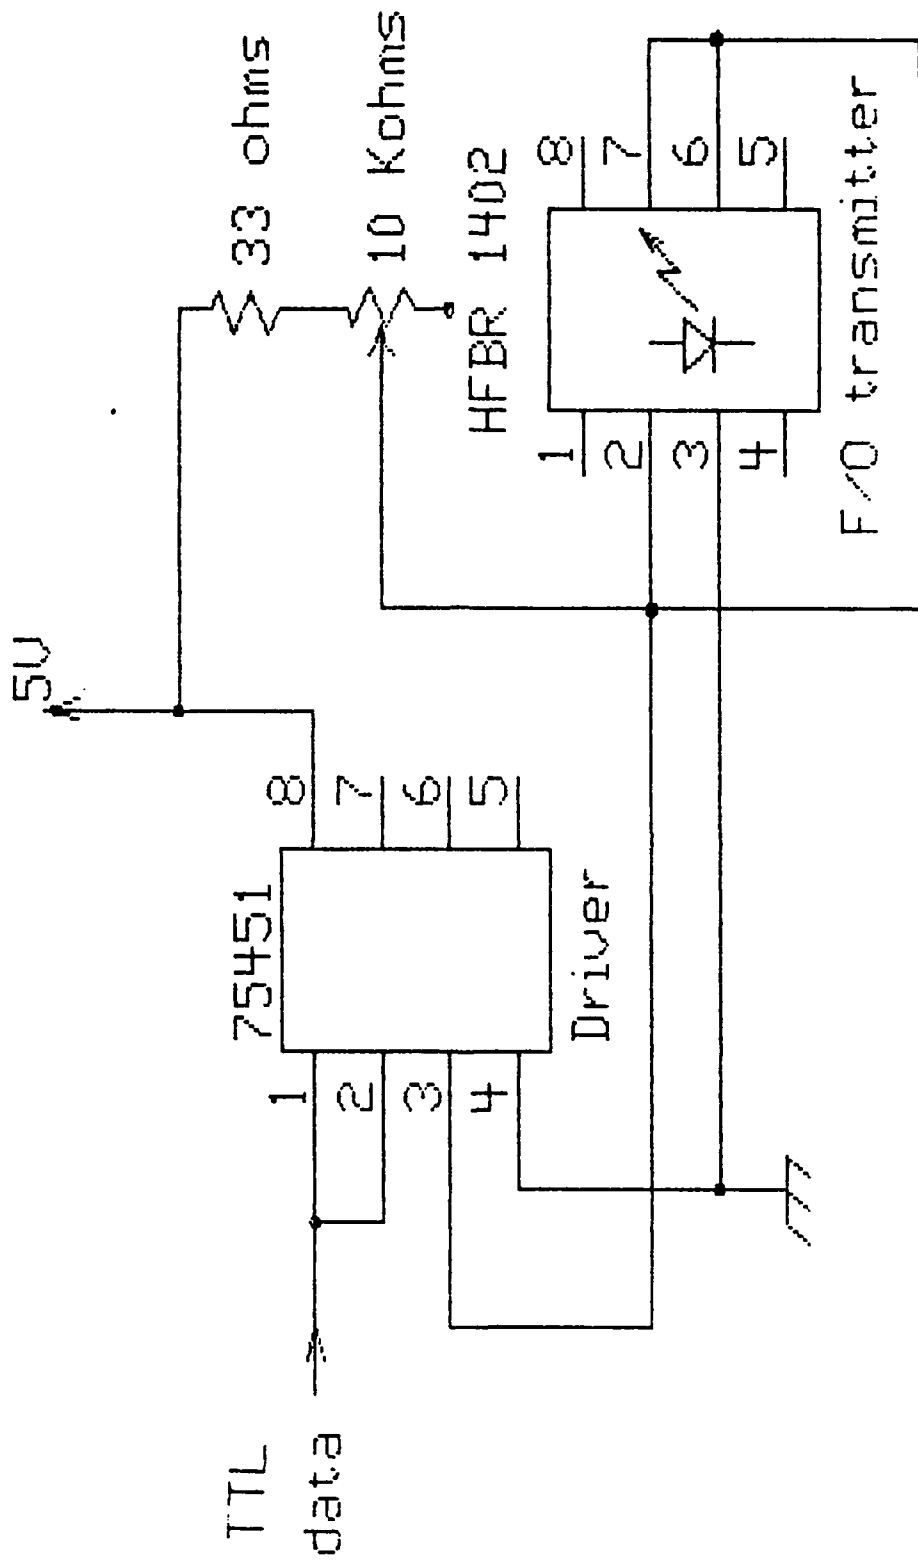 5V
TTL
data
75451
1 8
2 7
3 6
4 5
Driver
33 ohms
10 Kohms
HFBR 1402
1 8
2 7
3 6
4 5
F/O transmitter